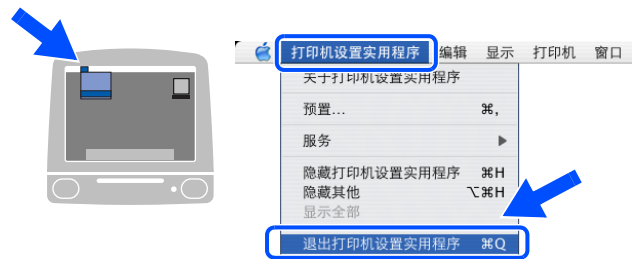 打印机设置实用程序 编辑 显示 打印机 窗口
关于打印机设置实用程序
预置... ⌘,
服务 ▶
隐藏打印机设置实用程序 ⌘H
隐藏其他 ⌥⌘H
显示全部
退出打印机设置实用程序 ⌘Q